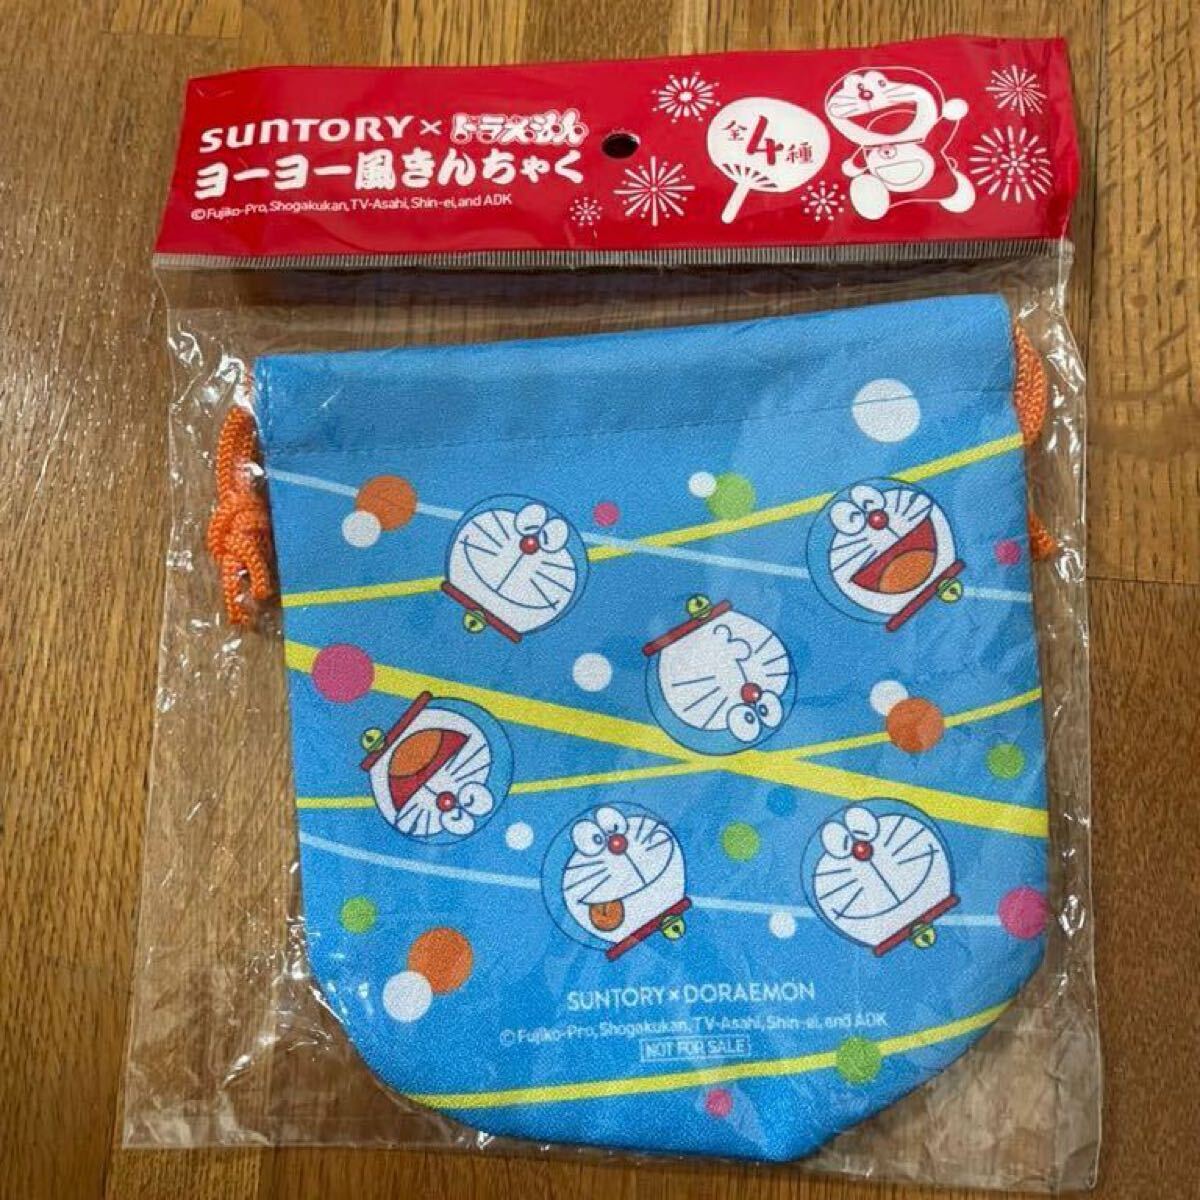 SUNTORY×ドラえもん
ヨーヨー風きんちゃく
©Fujiko-Pro, Shogakukan, TV-Asahi, Shin-ei, and ADK
全4種
SUNTORY×DORAEMON
©Fujiko-Pro, Shogakukan, TV-Asahi, Shin-ei, and ADK
NOT FOR SALE